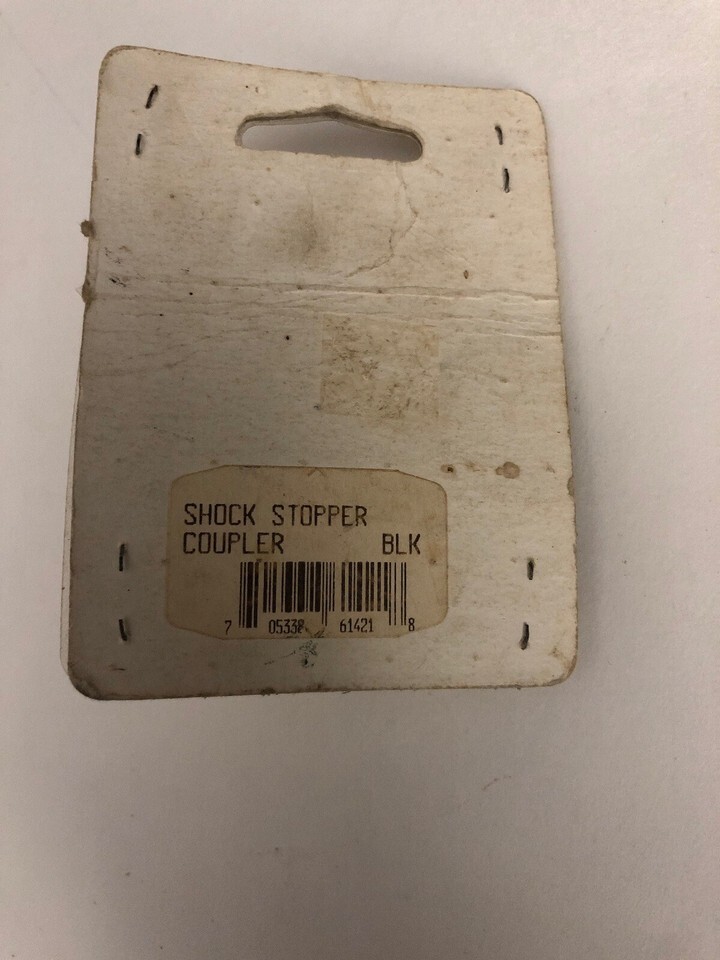 SHOCK STOPPER
COUPLER BLK
7 05338 61421 8